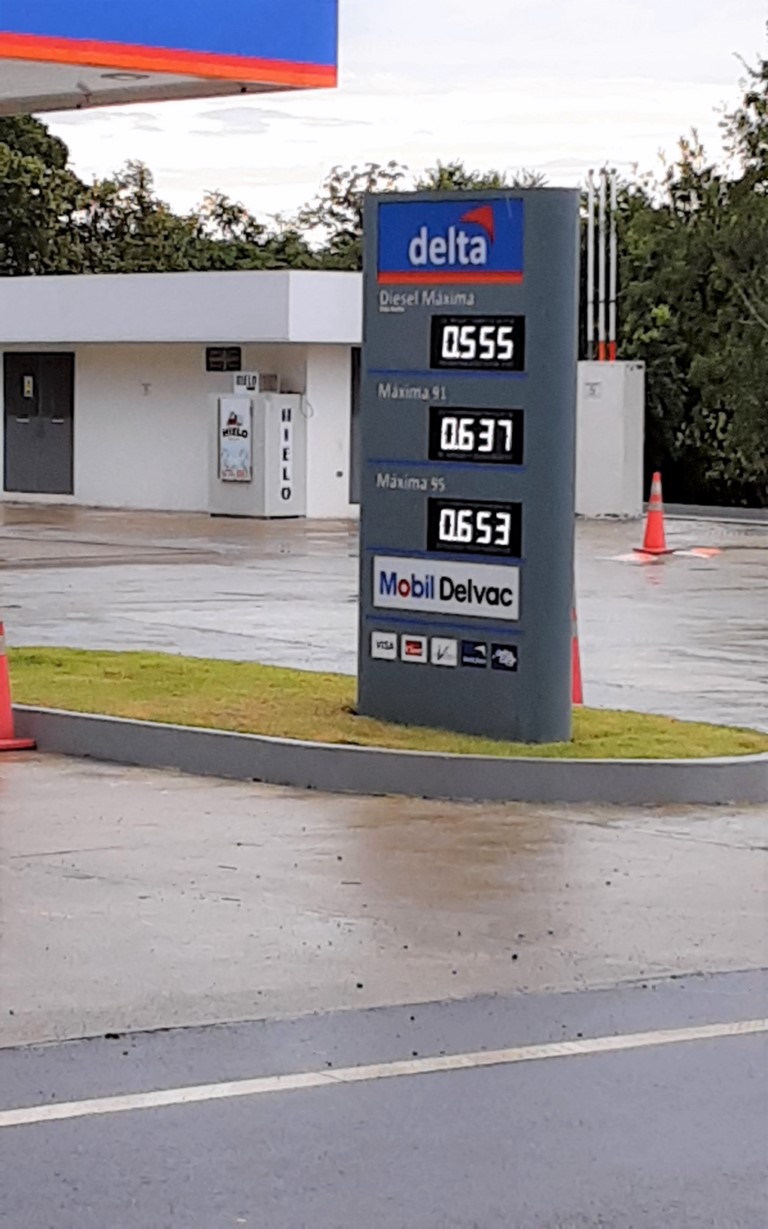 delta
Diesel Máxima
0.555
Máxima 91
0.637
Máxima 95
0.653
Mobil Delvac
VISA
HIELO
HIELO
HIELO